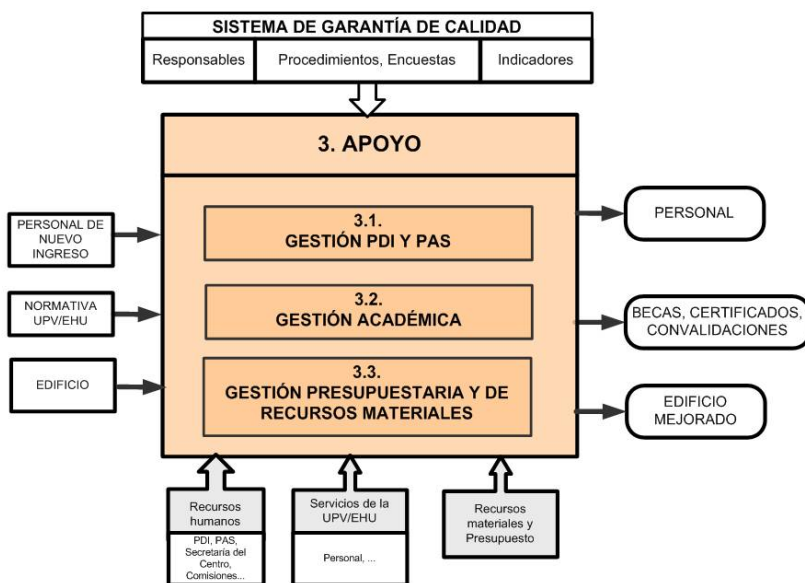 SISTEMA DE GARANTÍA DE CALIDAD
Responsables
Procedimientos, Encuestas
Indicadores
3. APOYO
PERSONAL DE
NUEVO
INGRESO
NORMATIVA
UPV/EHU
EDIFICIO
3.1.
GESTIÓN PDI Y PAS
3.2.
GESTIÓN ACADÉMICA
3.3.
GESTIÓN PRESUPUESTARIA Y DE
RECURSOS MATERIALES
PERSONAL
BECAS, CERTIFICADOS,
CONVALIDACIONES
EDIFICIO
MEJORADO
Recursos
humanos
PDI, PAS,
Secretaría del
Centro,
Comisiones...
Servicios de la
UPV/EHU
Personal, ...
Recursos
materiales y
Presupuesto